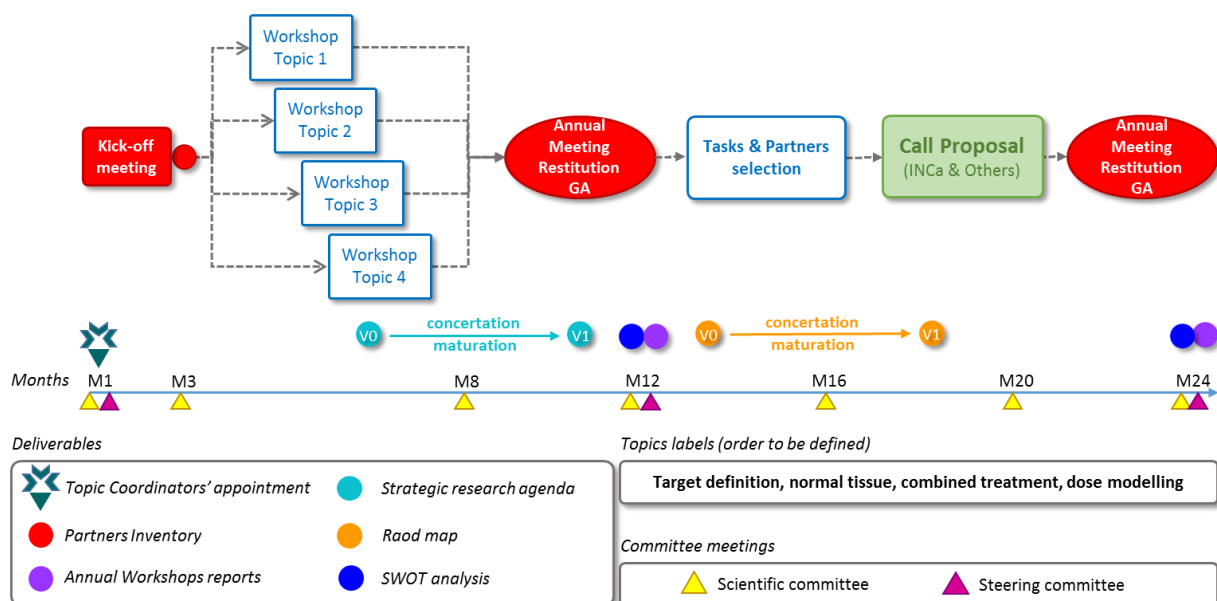 Workshop
Topic 1
Workshop
Topic 2
Workshop
Topic 3
Workshop
Topic 4
Kick-off
meeting
Annual
Meeting
Restitution
GA
Tasks & Partners
selection
Call Proposal
(INCa & Others)
Annual
Meeting
Restitution
GA
V0
concertation
maturation
V1
V0
concertation
maturation
V1
Months
M1
M3
M8
M12
M16
M20
M24
Deliverables
Topic Coordinators' appointment
Strategic research agenda
Partners Inventory
Raod map
Annual Workshops reports
SWOT analysis
Topics labels (order to be defined)
Target definition, normal tissue, combined treatment, dose modelling
Committee meetings
Scientific committee
Steering committee